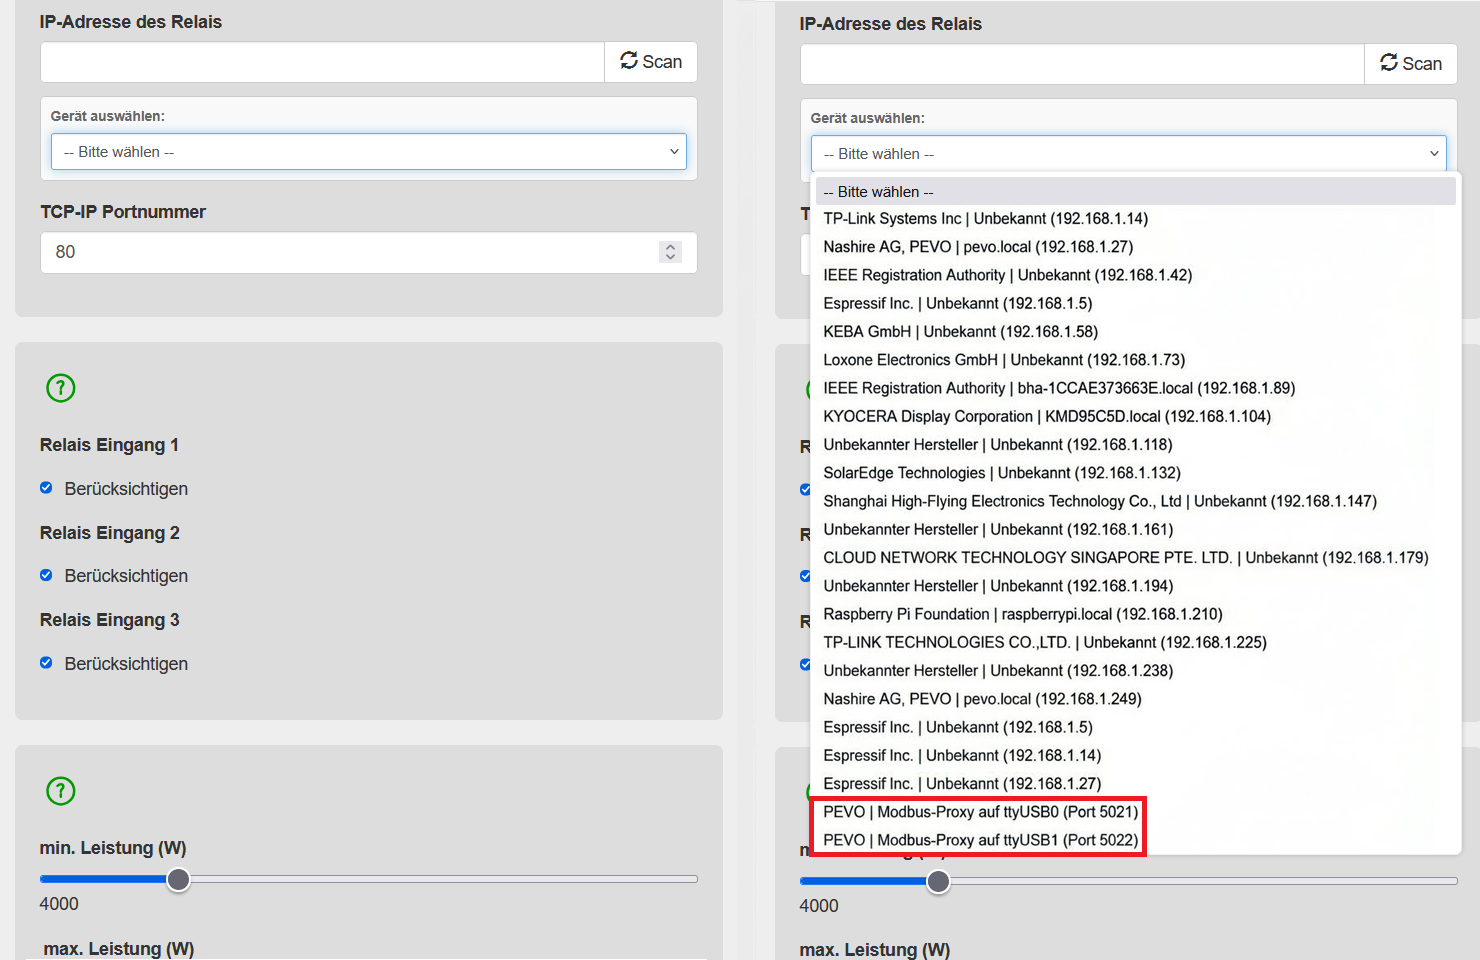 IP-Adresse des Relais
Scan
Gerät auswählen:
-- Bitte wählen --
TCP-IP Portnummer
80
?
Relais Eingang 1
Berücksichtigen
Relais Eingang 2
Berücksichtigen
Relais Eingang 3
Berücksichtigen
?
min. Leistung (W)
4000
max. Leistung (W)
IP-Adresse des Relais
Scan
Gerät auswählen:
-- Bitte wählen --
-- Bitte wählen --
TP-Link Systems Inc | Unbekannt (192.168.1.14)
Nashire AG, PEVO | pevo.local (192.168.1.27)
IEEE Registration Authority | Unbekannt (192.168.1.42)
Espressif Inc. | Unbekannt (192.168.1.5)
KEBA GmbH | Unbekannt (192.168.1.58)
Loxone Electronics GmbH | Unbekannt (192.168.1.73)
IEEE Registration Authority | bha-1CCAE373663E.local (192.168.1.89)
KYOCERA Display Corporation | KMD95C5D.local (192.168.1.104)
Unbekannter Hersteller | Unbekannt (192.168.1.118)
SolarEdge Technologies | Unbekannt (192.168.1.132)
Shanghai High-Flying Electronics Technology Co., Ltd | Unbekannt (192.168.1.147)
Unbekannter Hersteller | Unbekannt (192.168.1.161)
CLOUD NETWORK TECHNOLOGY SINGAPORE PTE. LTD. | Unbekannt (192.168.1.179)
Unbekannter Hersteller | Unbekannt (192.168.1.194)
Raspberry Pi Foundation | raspberrypi.local (192.168.1.210)
TP-LINK TECHNOLOGIES CO.,LTD. | Unbekannt (192.168.1.225)
Unbekannter Hersteller | Unbekannt (192.168.1.238)
Nashire AG, PEVO | pevo.local (192.168.1.249)
Espressif Inc. | Unbekannt (192.168.1.5)
Espressif Inc. | Unbekannt (192.168.1.14)
Espressif Inc. | Unbekannt (192.168.1.27)
PEVO | Modbus-Proxy auf ttyUSB0 (Port 5021)
PEVO | Modbus-Proxy auf ttyUSB1 (Port 5022)
4000
max. Leistung (W)